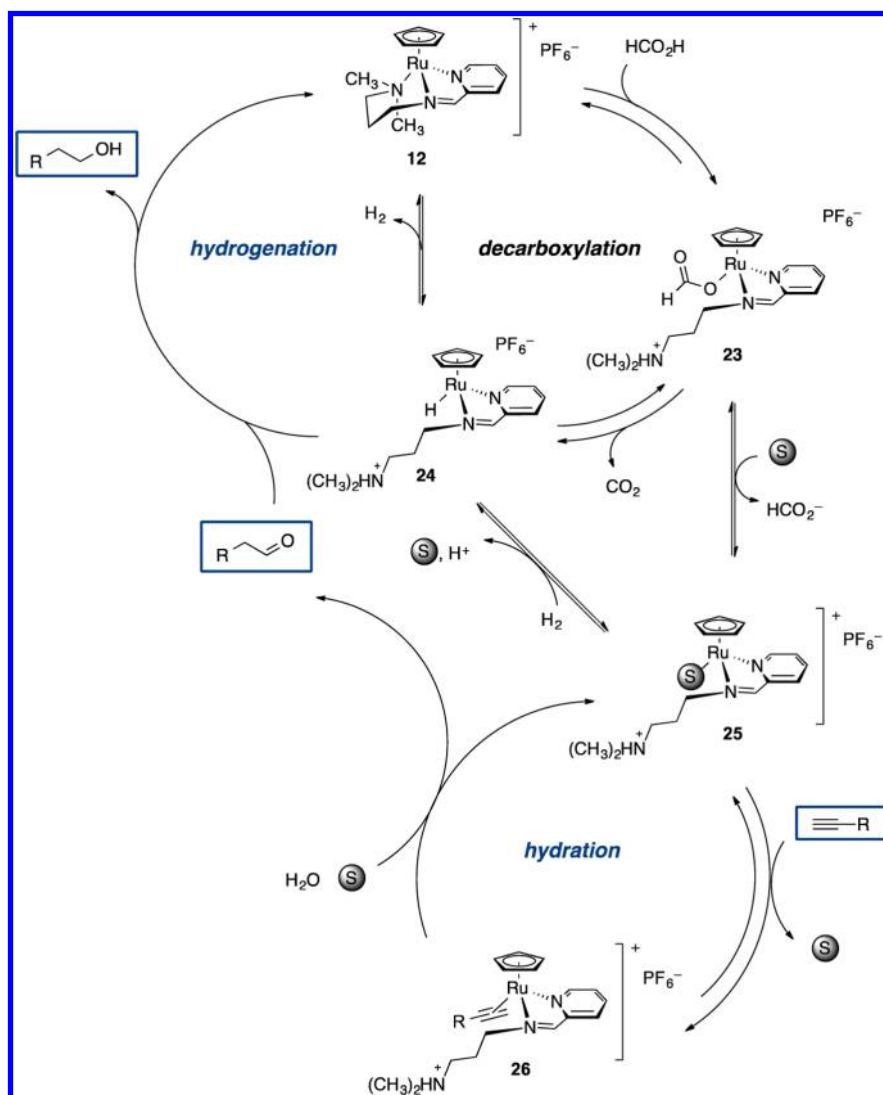 +
PF6−
HCO2H
Ru
N
CH3
N
N
CH3
12
R
OH
H2
hydrogenation
decarboxylation
PF6−
O
H
O
Ru
N
N
(CH3)2HN+
23
PF6−
Ru
H
N
N
(CH3)2HN+
24
CO2
S
HCO2−
R
O
S, H+
H2
+
PF6−
Ru
S
N
N
(CH3)2HN+
25
R
hydration
H2O
S
S
+
PF6−
Ru
R
N
N
(CH3)2HN+
26